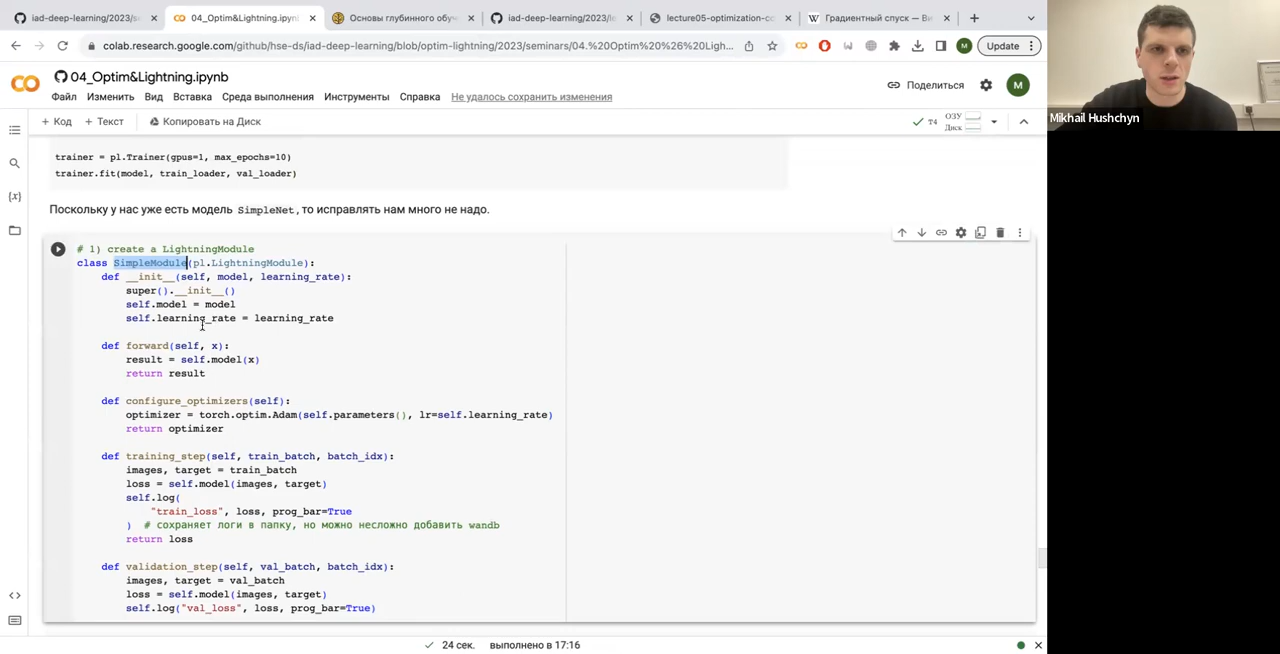 iad-deep-learning/2023/se
04_Optim&Lightning.ipynb
Основы глубинного обуч
iad-deep-learning/2023/le
lecture05-optimization-cc
Градиентный спуск — Ви
colab.research.google.com/github/hse-ds/iad-deep-learning/blob/optim-lightning/2023/seminars/04.%20Optim%20%26%20Ligh...
M
Update
04_Optim&Lightning.ipynb
Поделиться
M
Файл Изменить Вид Вставка Среда выполнения Инструменты Справка Не удалось сохранить изменения
+ Код + Текст Копировать на Диск
T4
ОЗУ
Диск
trainer = pl.Trainer(gpus=1, max_epochs=10)
trainer.fit(model, train_loader, val_loader)
Поскольку у нас уже есть модель SimpleNet, то исправлять нам много не надо.
# 1) create a LightningModule
class SimpleModule(pl.LightningModule):
def __init__(self, model, learning_rate):
super().__init__()
self.model = model
self.learning_rate = learning_rate
def forward(self, x):
result = self.model(x)
return result
def configure_optimizers(self):
optimizer = torch.optim.Adam(self.parameters(), lr=self.learning_rate)
return optimizer
def training_step(self, train_batch, batch_idx):
images, target = train_batch
loss = self.model(images, target)
self.log(
"train_loss", loss, prog_bar=True
) # сохраняет логи в папку, но можно несложно добавить wandb
return loss
def validation_step(self, val_batch, batch_idx):
images, target = val_batch
loss = self.model(images, target)
self.log("val_loss", loss, prog_bar=True)
24 сек. выполнено в 17:16
Mikhail Hushchyn